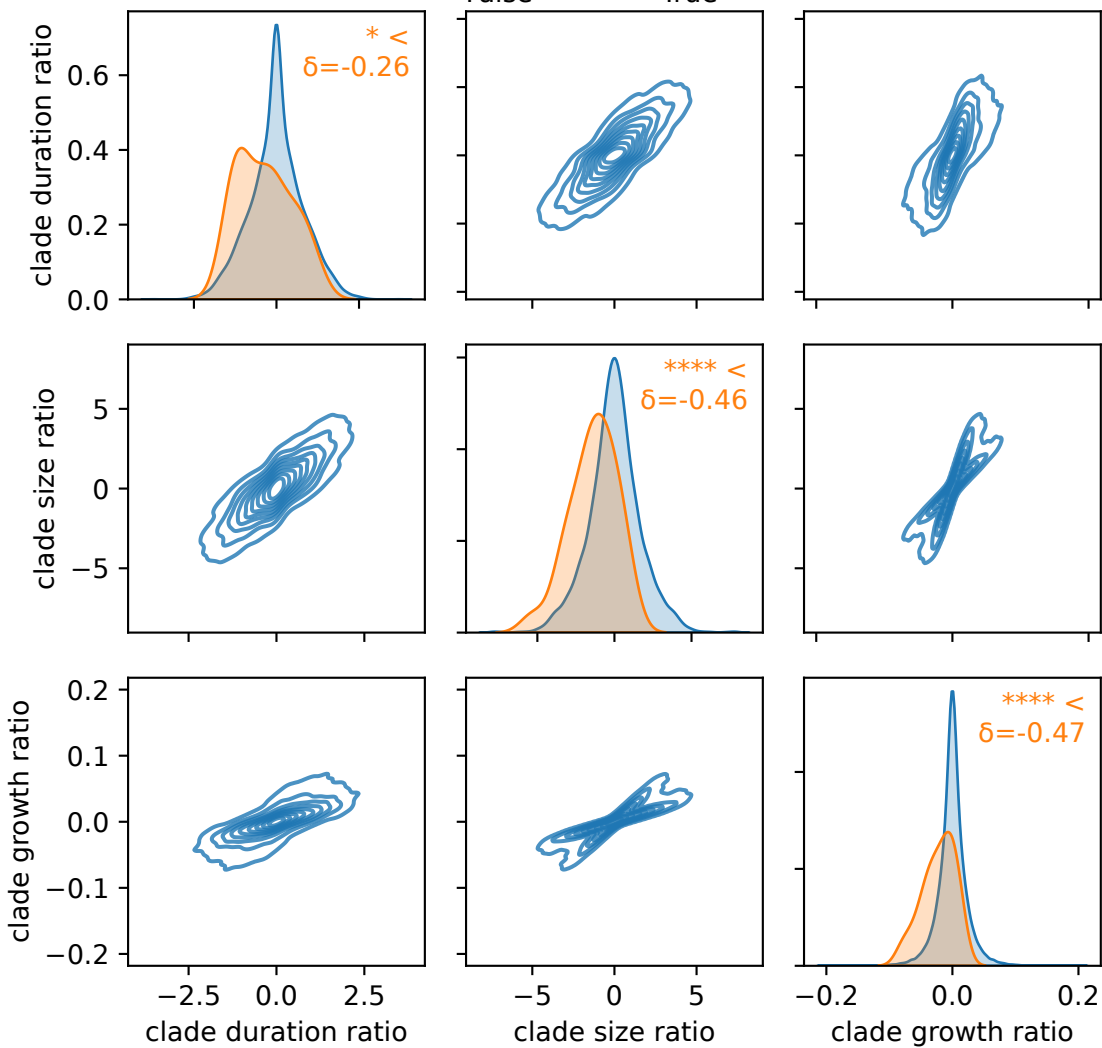 clade duration ratio
0.6
0.4
0.2
0.0
* <
δ=-0.26
clade size ratio
5
0
−5
**** <
δ=-0.46
clade growth ratio
0.2
0.1
0.0
−0.1
−0.2
**** <
δ=-0.47
−2.5 0.0 2.5
−5 0 5
−0.2 0.0 0.2
clade duration ratio
clade size ratio
clade growth ratio